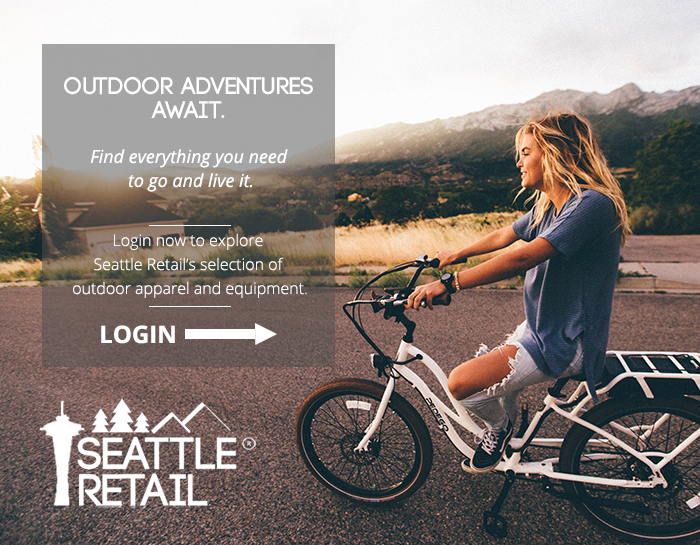 OUTDOOR ADVENTURES
AWAIT.
Find everything you need
to go and live it.
Login now to explore
Seattle Retail's selection of
outdoor apparel and equipment.
LOGIN
SEATTLE ®
RETAIL
PEDEGO